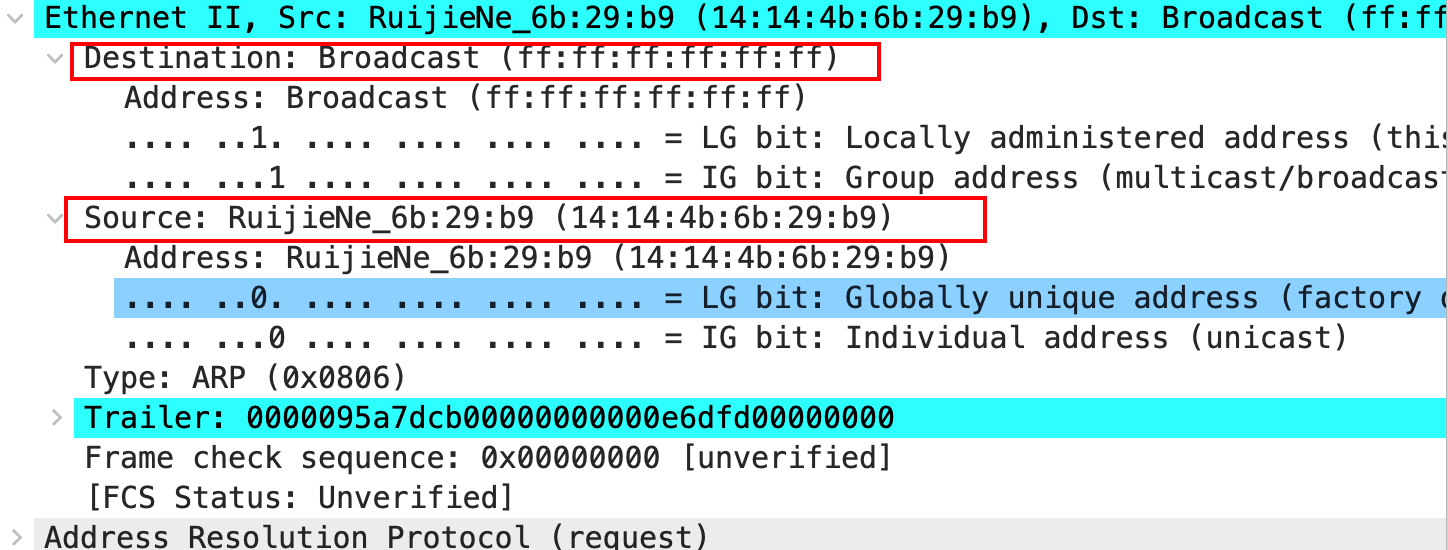 Ethernet II, Src: RuijieNe_6b:29:b9 (14:14:4b:6b:29:b9), Dst: Broadcast (ff:ff
Destination: Broadcast (ff:ff:ff:ff:ff:ff)
Address: Broadcast (ff:ff:ff:ff:ff:ff)
.... ..1. .... .... .... .... = LG bit: Locally administered address (this
.... ...1 .... .... .... .... = IG bit: Group address (multicast/broadcast
Source: RuijieNe_6b:29:b9 (14:14:4b:6b:29:b9)
Address: RuijieNe_6b:29:b9 (14:14:4b:6b:29:b9)
.... ..0. .... .... .... .... = LG bit: Globally unique address (factory
.... ...0 .... .... .... .... = IG bit: Individual address (unicast)
Type: ARP (0x0806)
Trailer: 0000095a7dcb00000000000e6dfd00000000
Frame check sequence: 0x00000000 [unverified]
[FCS Status: Unverified]
Address Resolution Protocol (request)